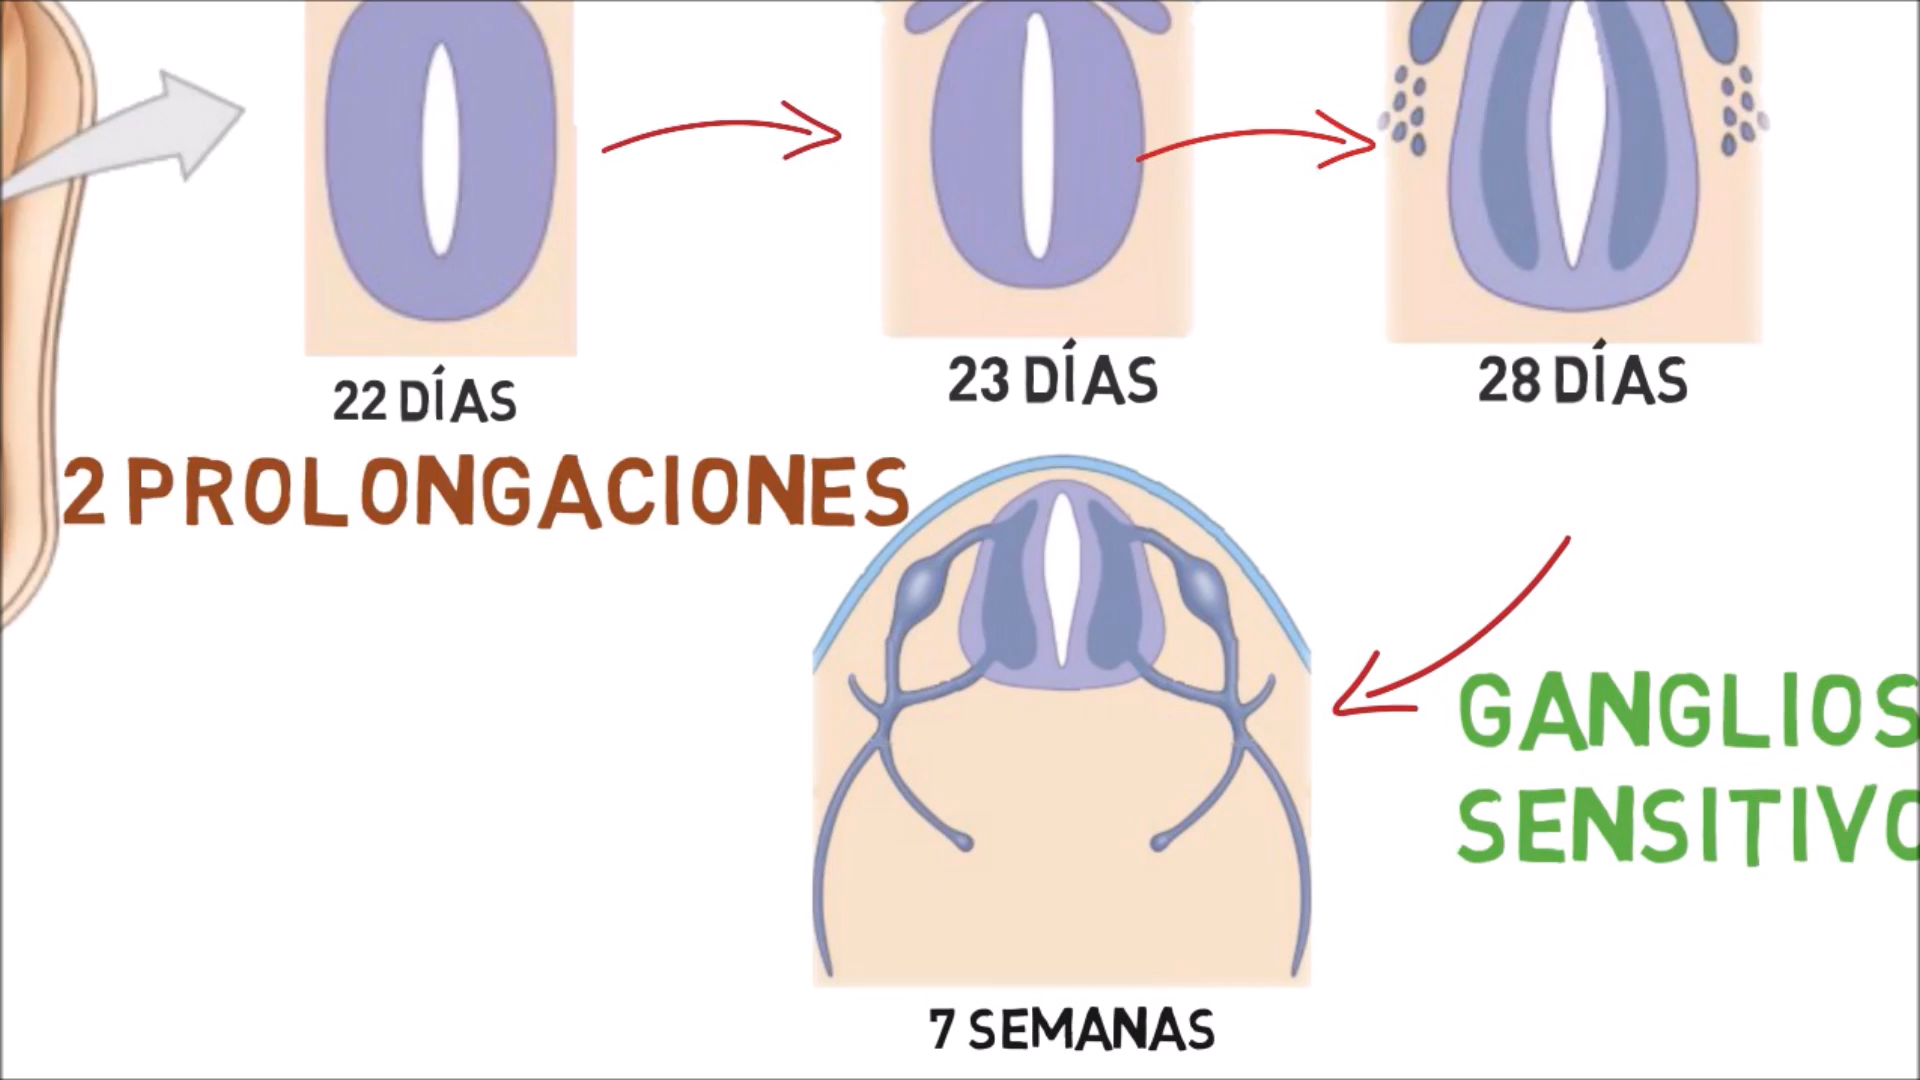 22 DÍAS
23 DÍAS
28 DÍAS
2 PROLONGACIONES
GANGLIOS
SENSITIVO
7 SEMANAS